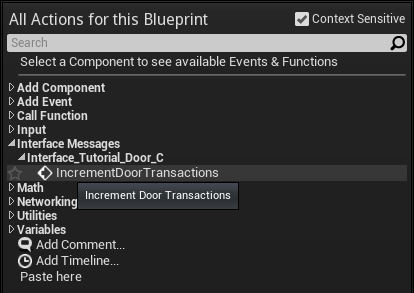 All Actions for this Blueprint
Context Sensitive
Search
Select a Component to see available Events & Functions
Add Component
Add Event
Call Function
Input
Interface Messages
Interface_Tutorial_Door_C
IncrementDoorTransactions
Math
Increment Door Transactions
Networking
Utilities
Variables
Add Comment...
Add Timeline...
Paste here